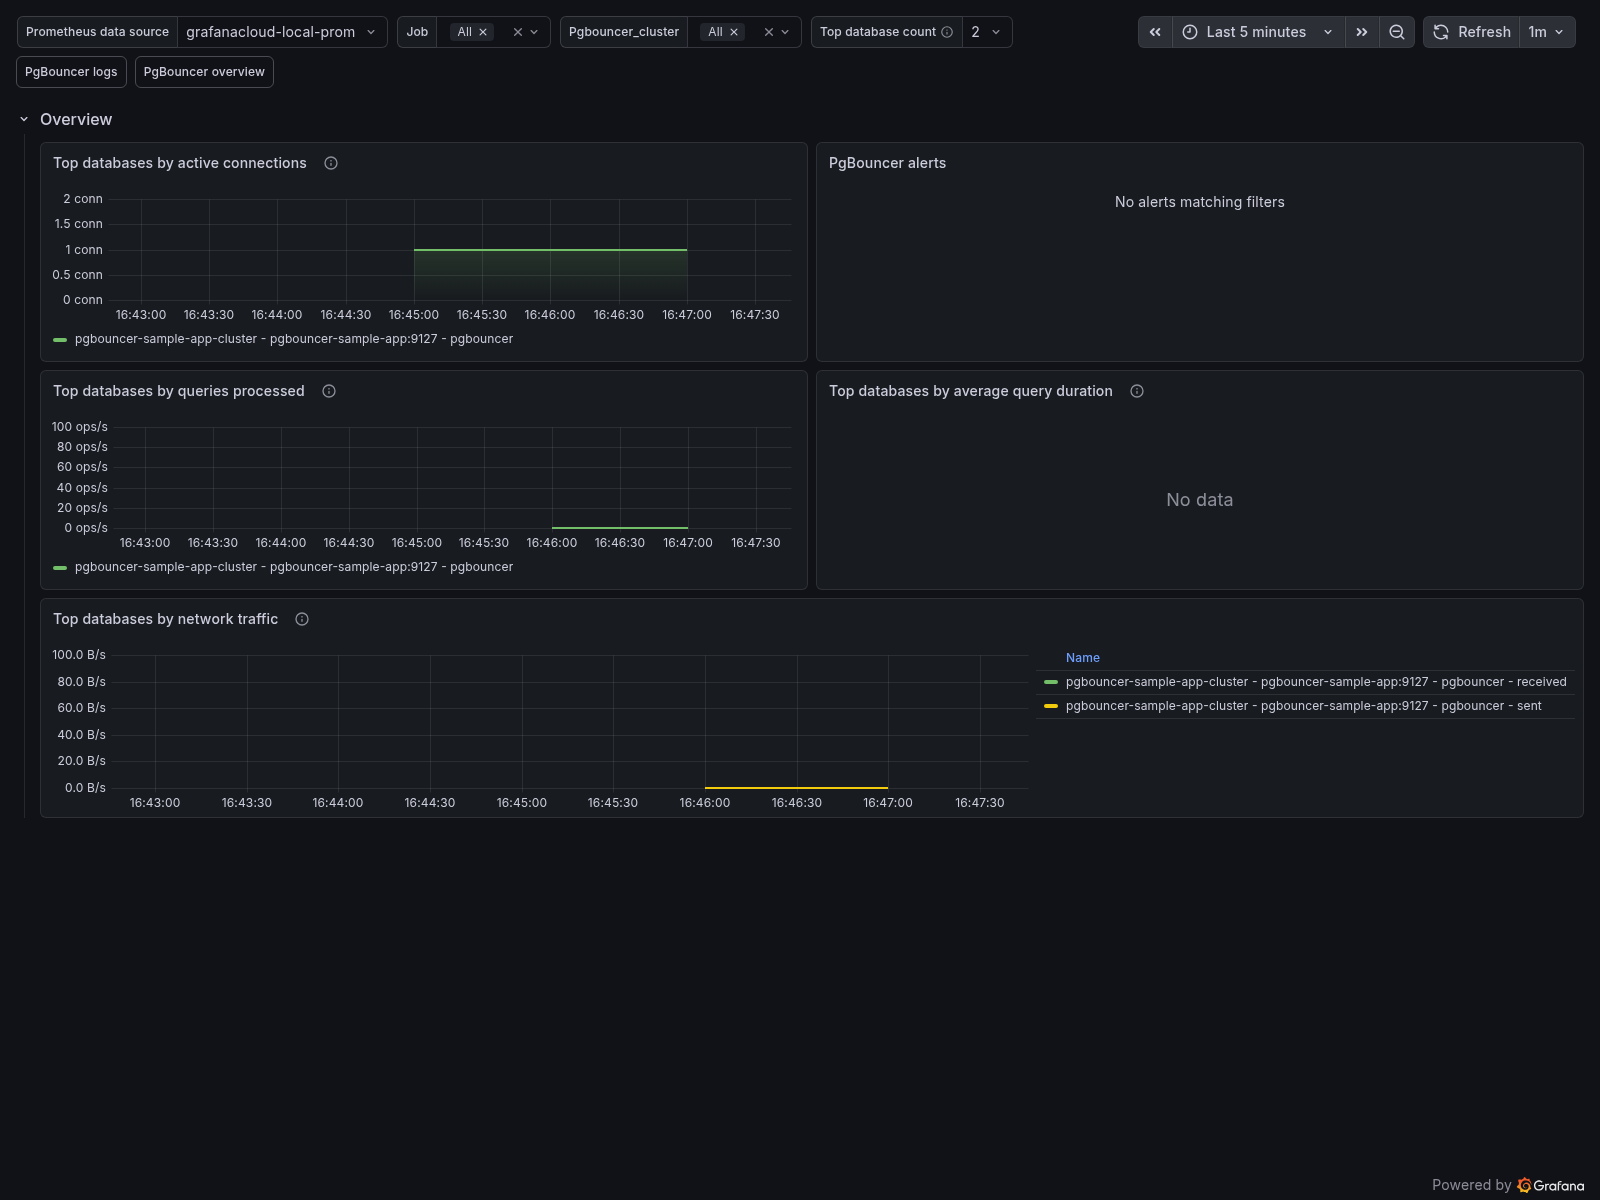 Prometheus data source grafanacloud-local-prom Job All Pgbouncer_cluster All Top database count 2 Last 5 minutes Refresh 1m
PgBouncer logs PgBouncer overview
Overview
Top databases by active connections
2 conn
1.5 conn
1 conn
0.5 conn
0 conn
16:43:00 16:43:30 16:44:00 16:44:30 16:45:00 16:45:30 16:46:00 16:46:30 16:47:00 16:47:30
pgbouncer-sample-app-cluster - pgbouncer-sample-app:9127 - pgbouncer
PgBouncer alerts
No alerts matching filters
Top databases by queries processed
100 ops/s
80 ops/s
60 ops/s
40 ops/s
20 ops/s
0 ops/s
16:43:00 16:43:30 16:44:00 16:44:30 16:45:00 16:45:30 16:46:00 16:46:30 16:47:00 16:47:30
pgbouncer-sample-app-cluster - pgbouncer-sample-app:9127 - pgbouncer
Top databases by average query duration
No data
Top databases by network traffic
100.0 B/s
80.0 B/s
60.0 B/s
40.0 B/s
20.0 B/s
0.0 B/s
16:43:00 16:43:30 16:44:00 16:44:30 16:45:00 16:45:30 16:46:00 16:46:30 16:47:00 16:47:30
Name
pgbouncer-sample-app-cluster - pgbouncer-sample-app:9127 - pgbouncer - received
pgbouncer-sample-app-cluster - pgbouncer-sample-app:9127 - pgbouncer - sent
Powered by Grafana